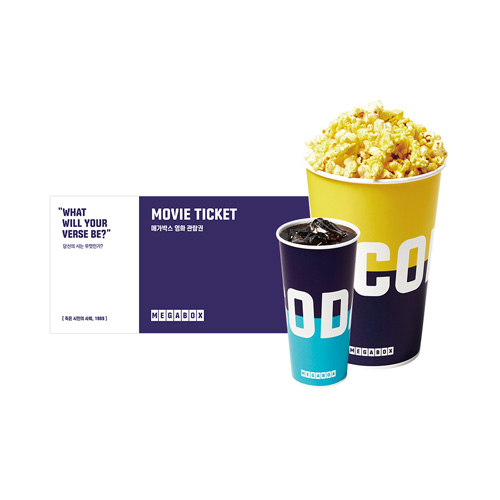 "WHAT
WILL YOUR
VERSE BE?"
당신의 시는 무엇인가?
[ 죽은 시인의 사회, 1989 ]
MOVIE TICKET
메가박스 영화 관람권
MEGABOX
OD
MEGABOX
CO
MEGABOX